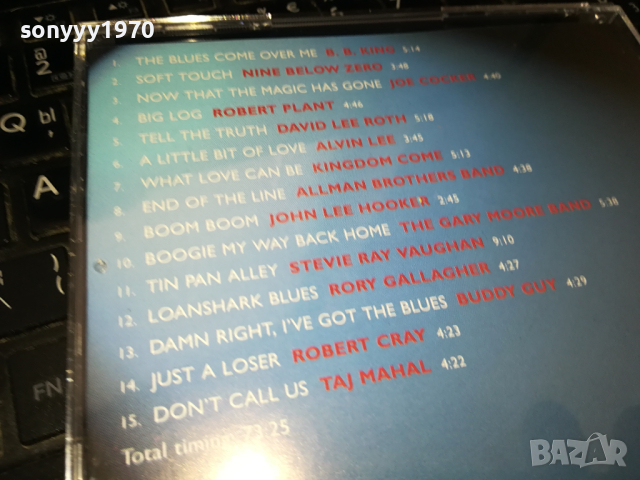 sonyyy1970
1. THE BLUES COME OVER ME B. B. KING 5:14
2. SOFT TOUCH NINE BELOW ZERO 3:48
3. NOW THAT THE MAGIC HAS GONE JOE COCKER 4:40
4. BIG LOG ROBERT PLANT 4:46
5. TELL THE TRUTH DAVID LEE ROTH 5:18
6. A LITTLE BIT OF LOVE ALVIN LEE 3:45
7. WHAT LOVE CAN BE KINGDOM COME 5:13
8. END OF THE LINE ALLMAN BROTHERS BAND 4:38
9. BOOM BOOM JOHN LEE HOOKER 2:45
10. BOOGIE MY WAY BACK HOME THE GARY MOORE BAND 5:38
11. TIN PAN ALLEY STEVIE RAY VAUGHAN 9:10
12. LOANSHARK BLUES RORY GALLAGHER 4:27
13. DAMN RIGHT, I'VE GOT THE BLUES BUDDY GUY 4:29
14. JUST A LOSER ROBERT CRAY 4:23
15. DON'T CALL US TAJ MAHAL 4:22
Total timing: 73:25
2
Q Ы
A
FN
BAZAR